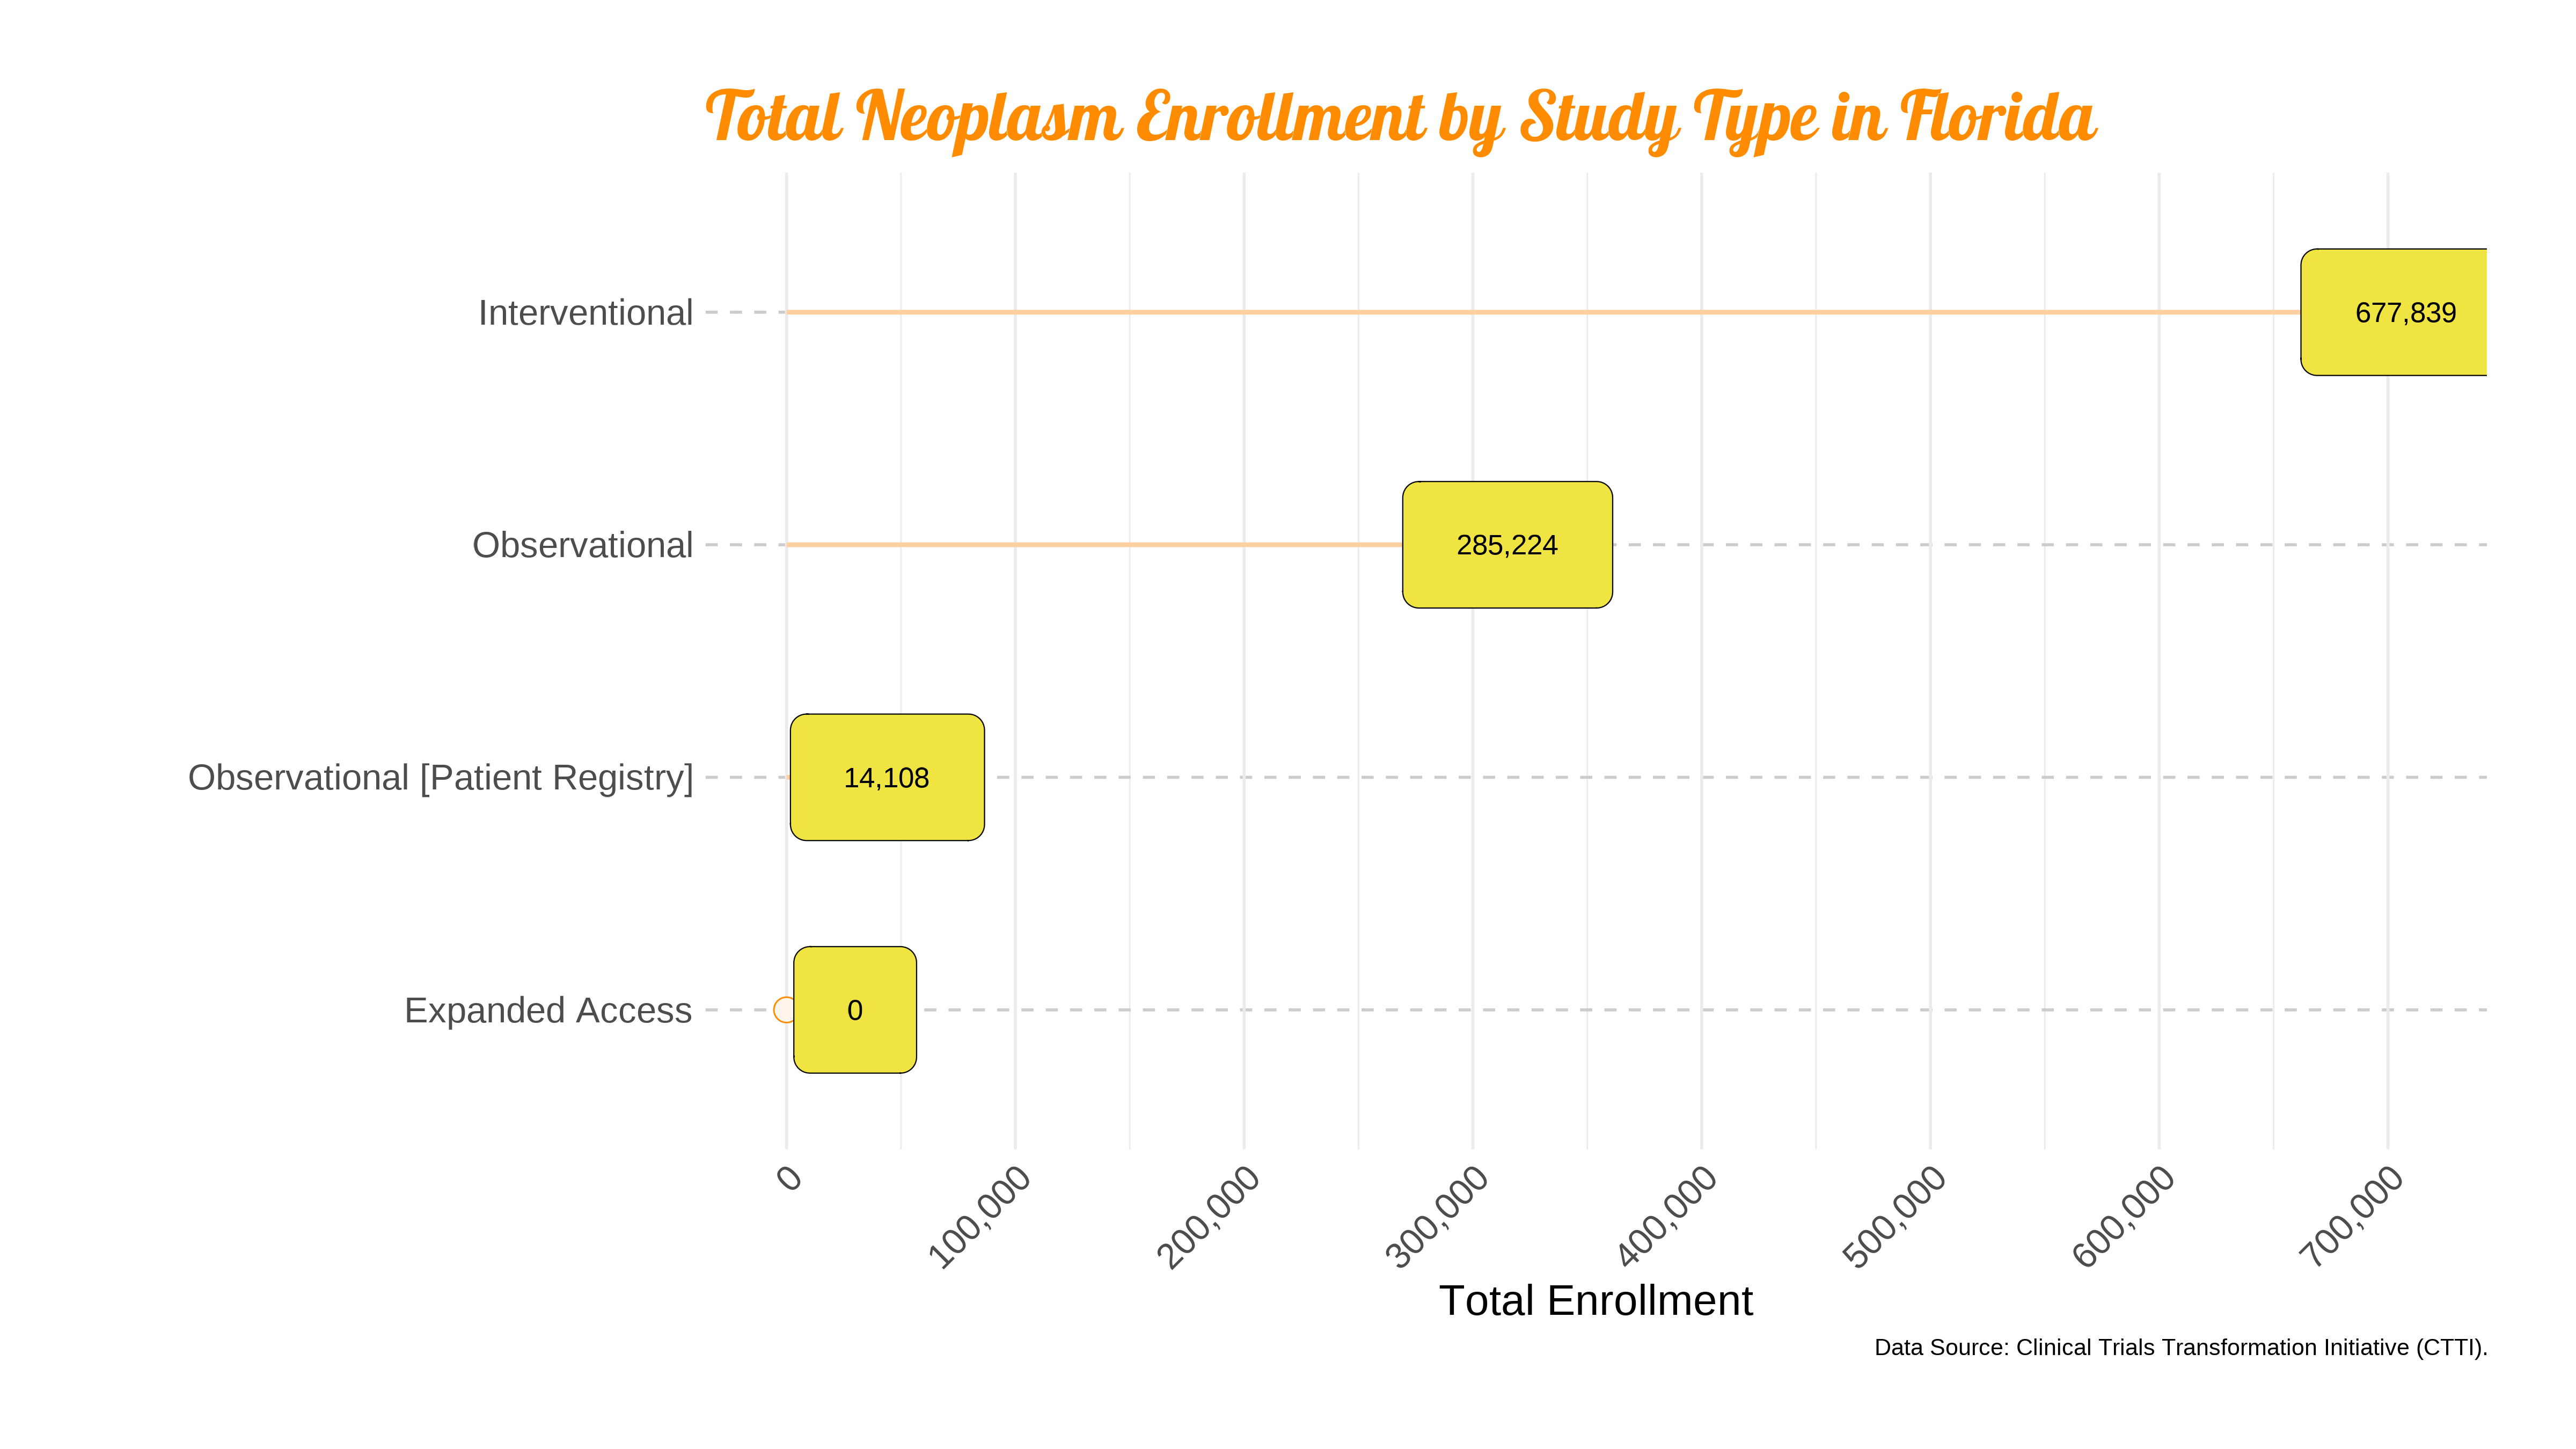 Total Neoplasm Enrollment by Study Type in Florida
Interventional
677,839
Observational
285,224
Observational [Patient Registry]
14,108
Expanded Access
0
0
100,000
200,000
300,000
400,000
500,000
600,000
700,000
Total Enrollment
Data Source: Clinical Trials Transformation Initiative (CTTI).